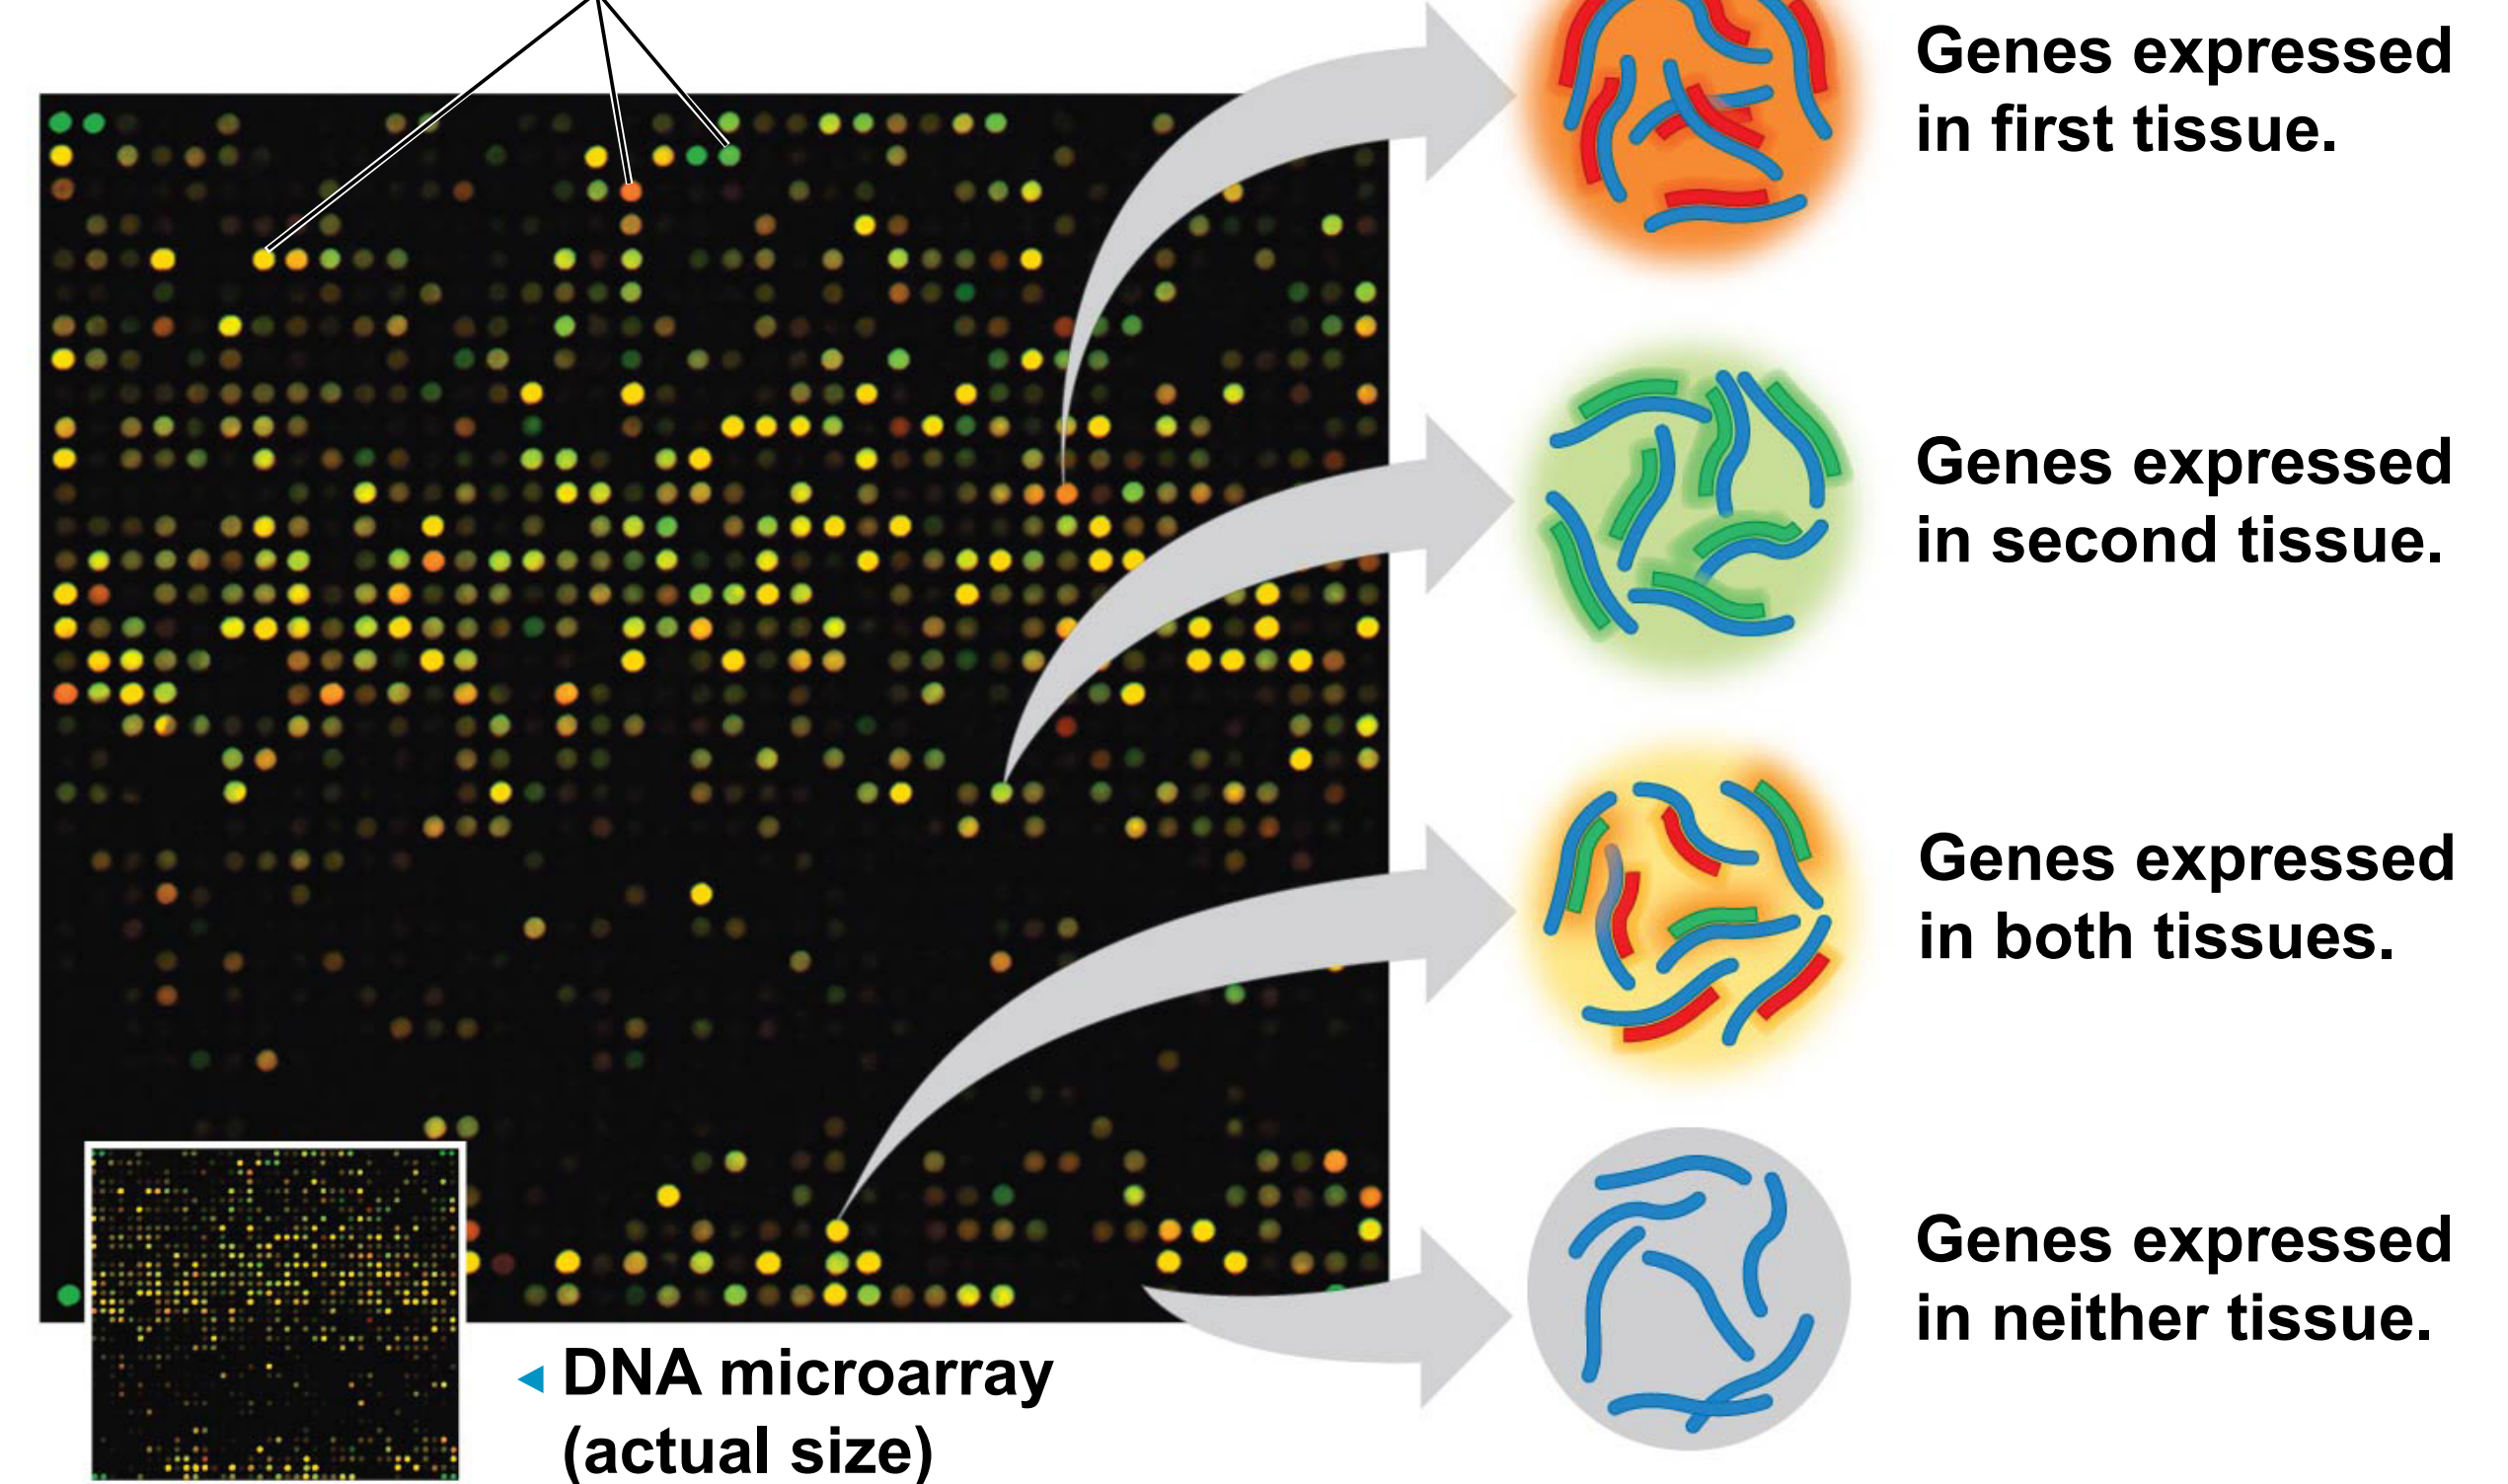 Genes expressed
in first tissue.
Genes expressed
in second tissue.
Genes expressed
in both tissues.
Genes expressed
in neither tissue.
DNA microarray
(actual size)